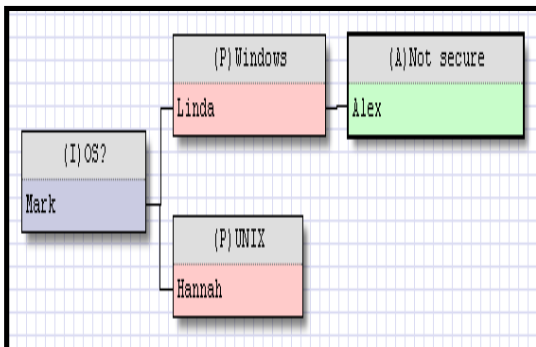 (I)OS?
Mark
(P)Windows
Linda
(A)Not secure
Alex
(P)UNIX
Hannah